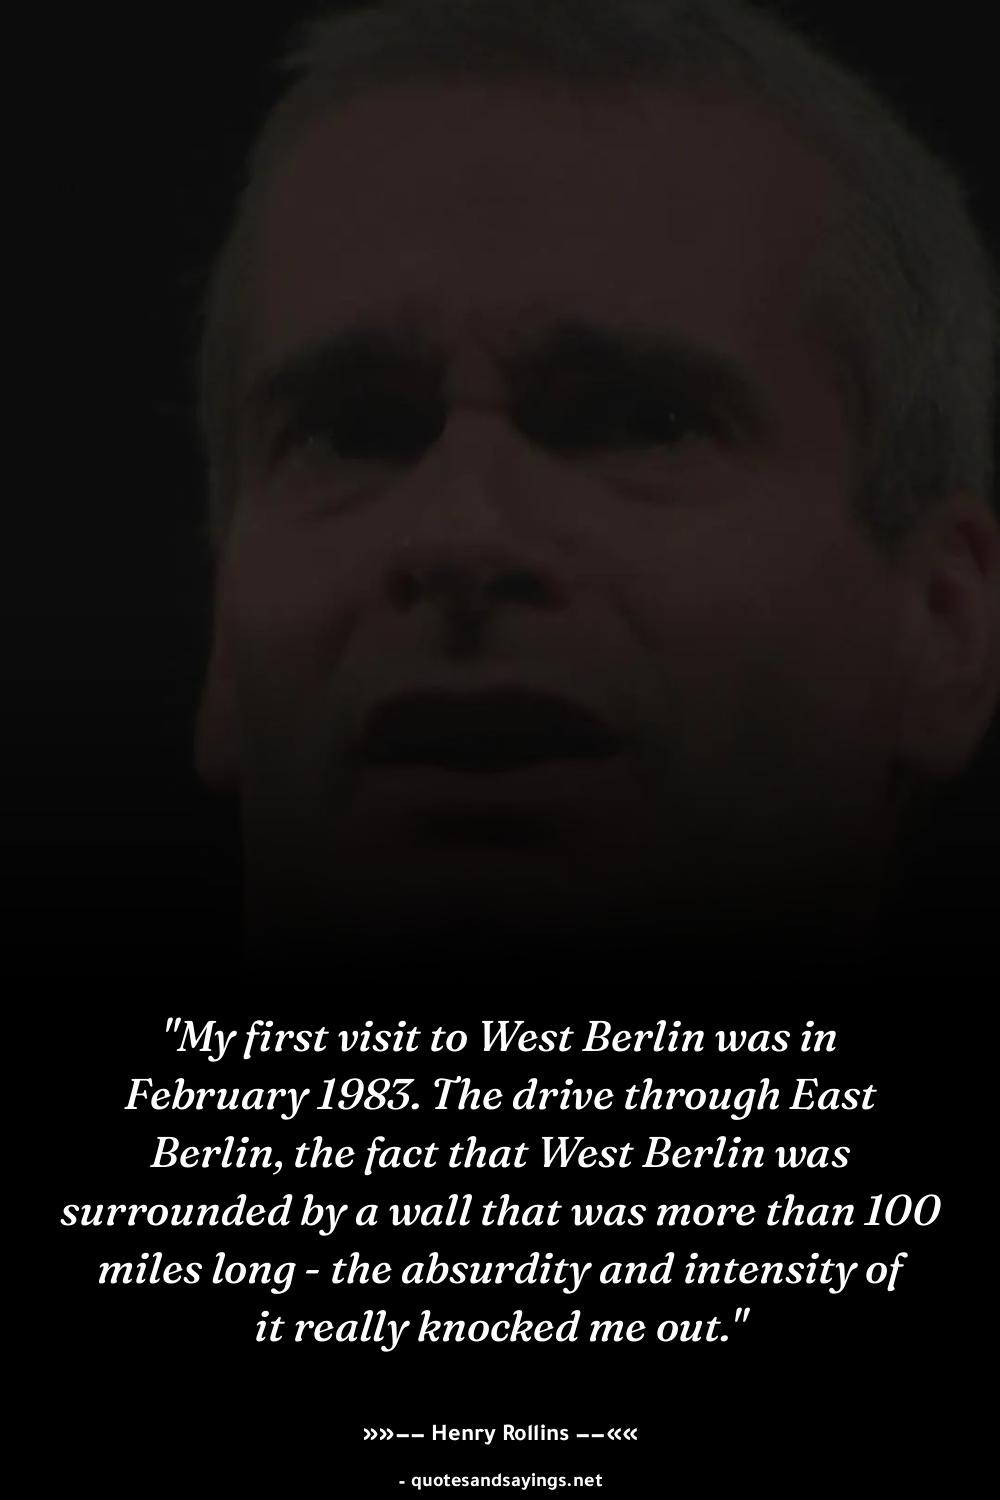 "My first visit to West Berlin was in
February 1983. The drive through East
Berlin, the fact that West Berlin was
surrounded by a wall that was more than 100
miles long - the absurdity and intensity of
it really knocked me out."
»»−− Henry Rollins −−««
- quotesandsayings.net